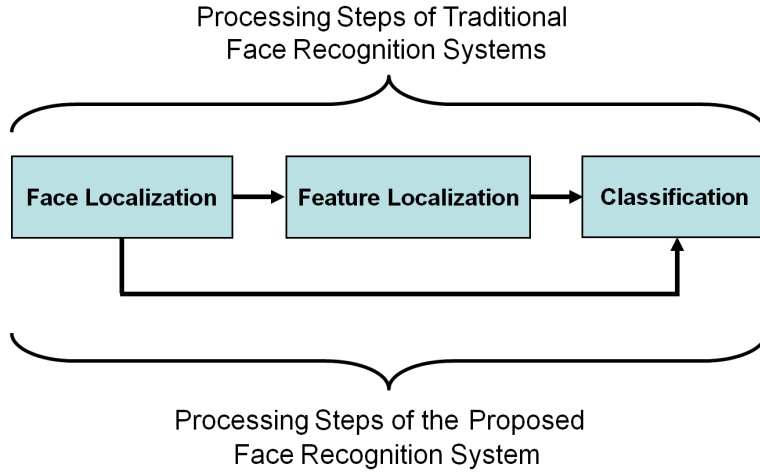 Processing Steps of Traditional
Face Recognition Systems
Face Localization
Feature Localization
Classification
Processing Steps of the Proposed
Face Recognition System